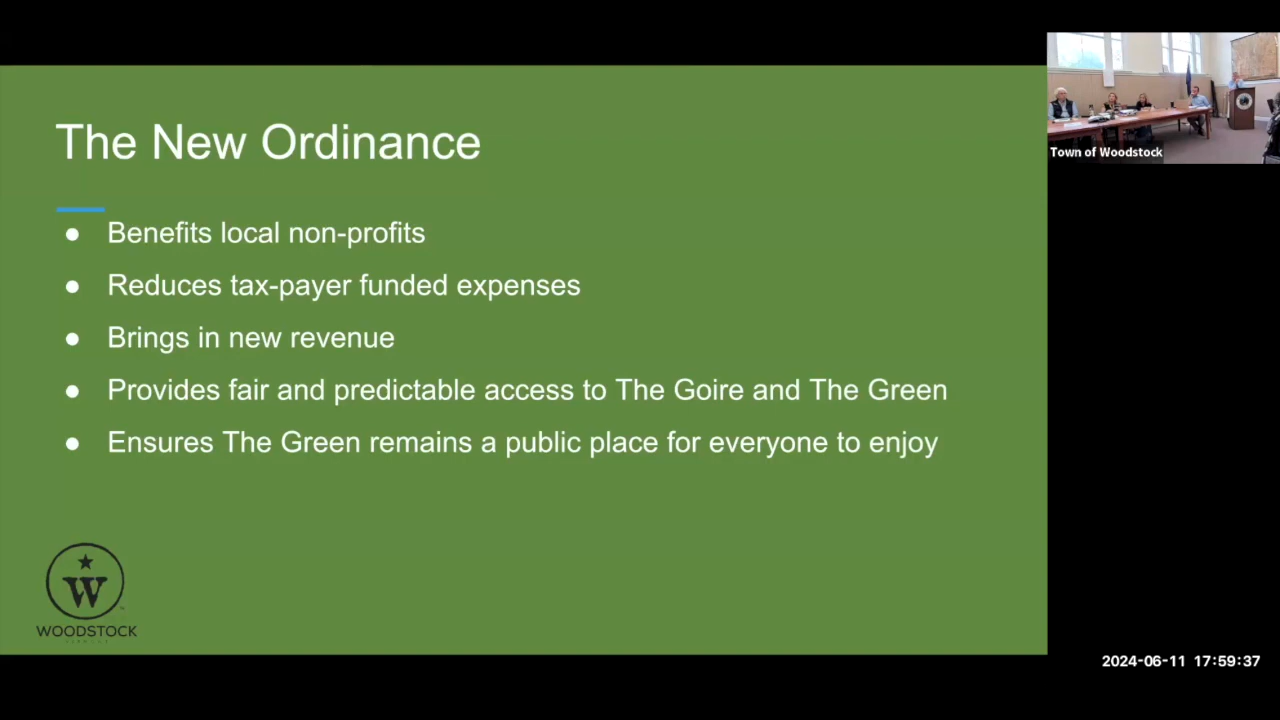 The New Ordinance
● Benefits local non-profits
● Reduces tax-payer funded expenses
● Brings in new revenue
● Provides fair and predictable access to The Goire and The Green
● Ensures The Green remains a public place for everyone to enjoy
W
WOODSTOCK
Town of Woodstock
2024-06-11 17:59:37